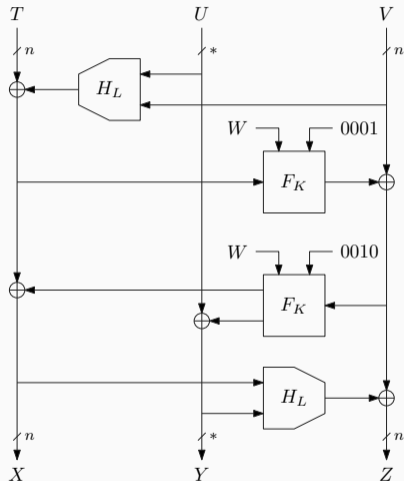 T U V
n * n
H_L
W 0001
F_K
W 0010
F_K
H_L
n * n
X Y Z